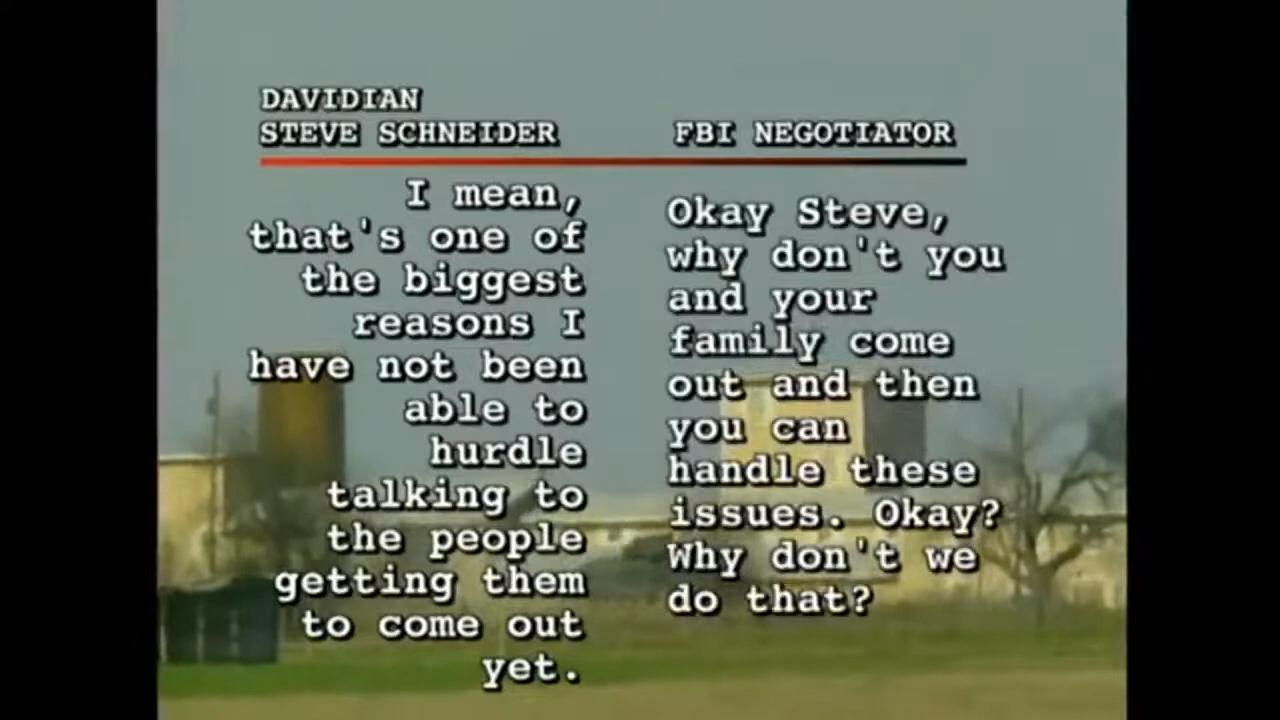 DAVIDIAN
STEVE SCHNEIDER
I mean,
that's one of
the biggest
reasons I
have not been
able to
hurdle
talking to
the people
getting them
to come out
yet.
FBI NEGOTIATOR
Okay Steve,
why don't you
and your
family come
out and then
you can
handle these
issues. Okay?
Why don't we
do that?